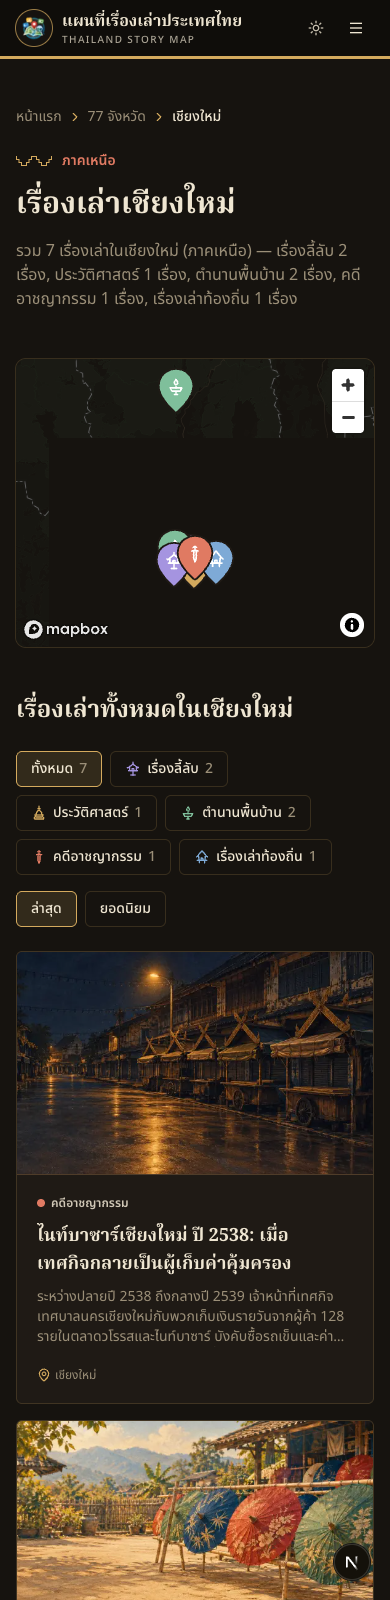 แผนที่เรื่องเล่าประเทศไทย
THAILAND STORY MAP
หน้าแรก > 77 จังหวัด > เชียงใหม่
ภาคเหนือ
เรื่องเล่าเชียงใหม่
รวม 7 เรื่องเล่าในเชียงใหม่ (ภาคเหนือ) — เรื่องลี้ลับ 2
เรื่อง, ประวัติศาสตร์ 1 เรื่อง, ตำนานพื้นบ้าน 2 เรื่อง, คดี
อาชญากรรม 1 เรื่อง, เรื่องเล่าท้องถิ่น 1 เรื่อง
mapbox
เรื่องเล่าทั้งหมดในเชียงใหม่
ทั้งหมด 7 เรื่องลี้ลับ 2
ประวัติศาสตร์ 1 ตำนานพื้นบ้าน 2
คดีอาชญากรรม 1 เรื่องเล่าท้องถิ่น 1
ล่าสุด ยอดนิยม
คดีอาชญากรรม
ไนท์บาซาร์เชียงใหม่ ปี 2538: เมื่อ
เทศกิจกลายเป็นผู้เก็บค่าคุ้มครอง
ระหว่างปลายปี 2538 ถึงกลางปี 2539 เจ้าหน้าที่เทศกิจ
เทศบาลนครเชียงใหม่กับพวกเก็บเงินรายวันจากผู้ค้า 128
รายในตลาดวโรรสและไนท์บาซาร์ บังคับซื้อรถเข็นและค่า...
เชียงใหม่
N